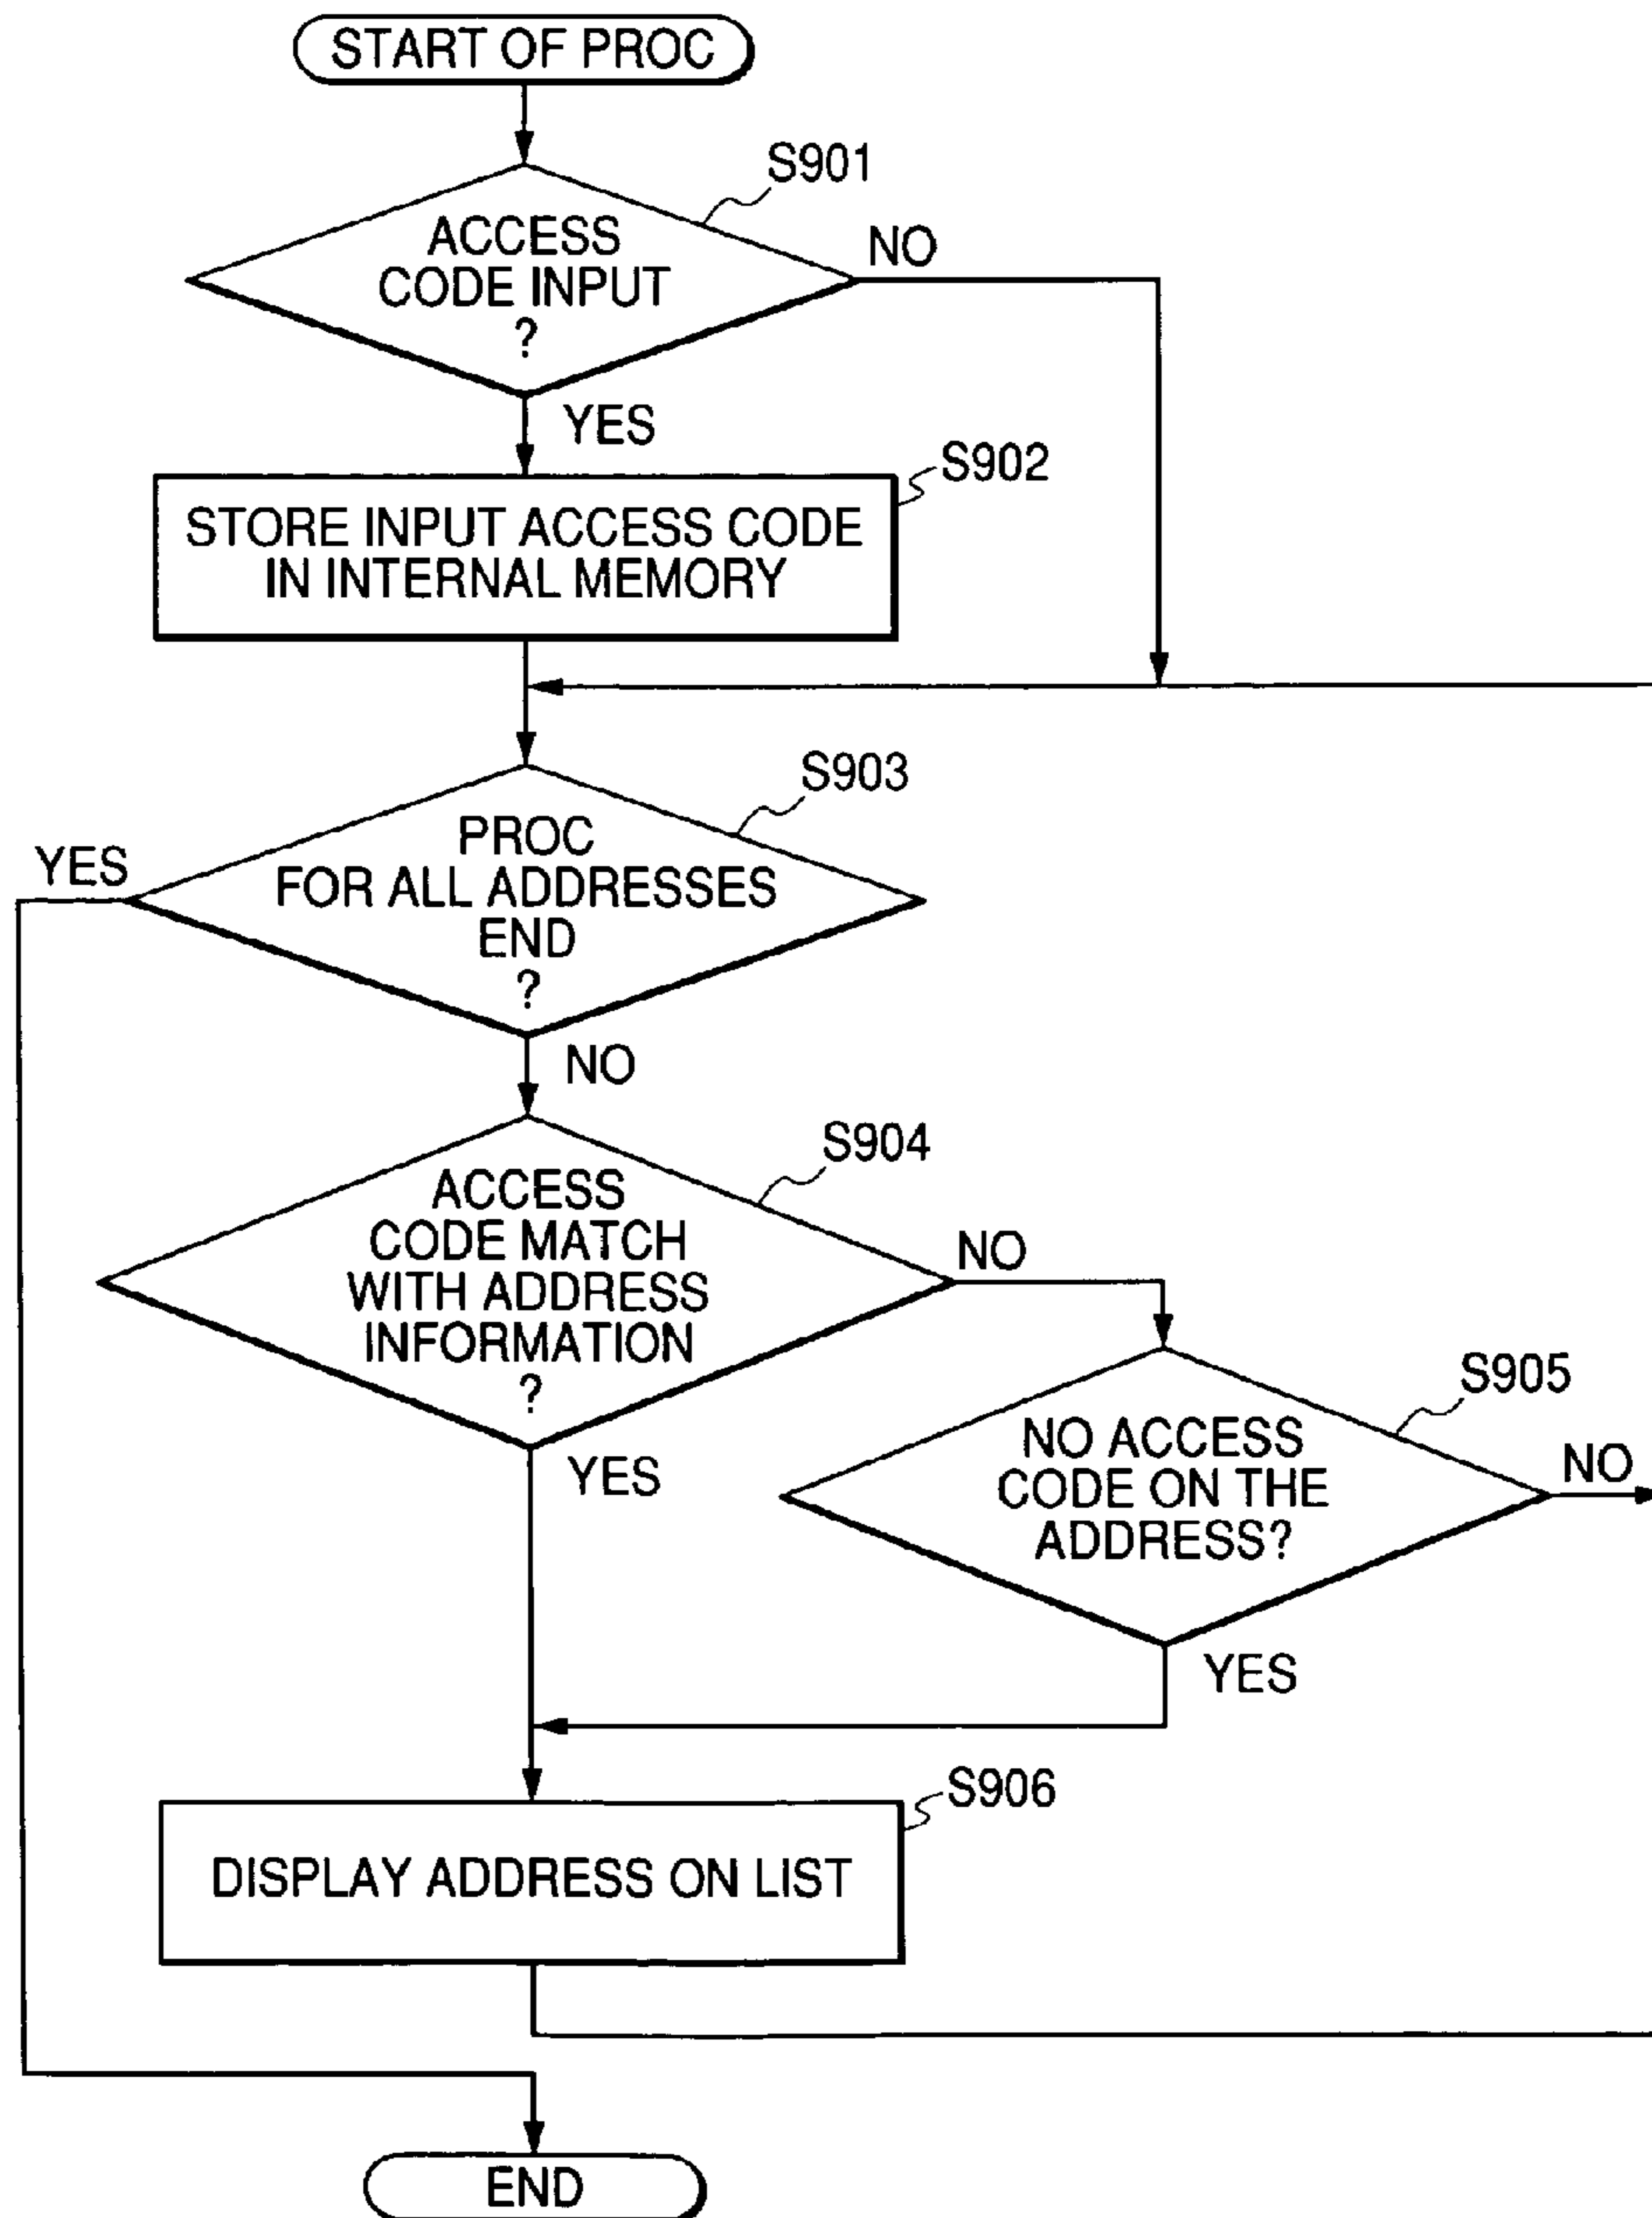 START OF PROC
S901
ACCESS
CODE INPUT
?
NO
YES
S902
STORE INPUT ACCESS CODE
IN INTERNAL MEMORY
S903
PROC
FOR ALL ADDRESSES
END
?
YES
NO
S904
ACCESS
CODE MATCH
WITH ADDRESS
INFORMATION
?
NO
YES
S905
NO ACCESS
CODE ON THE
ADDRESS?
NO
YES
S906
DISPLAY ADDRESS ON LIST
END